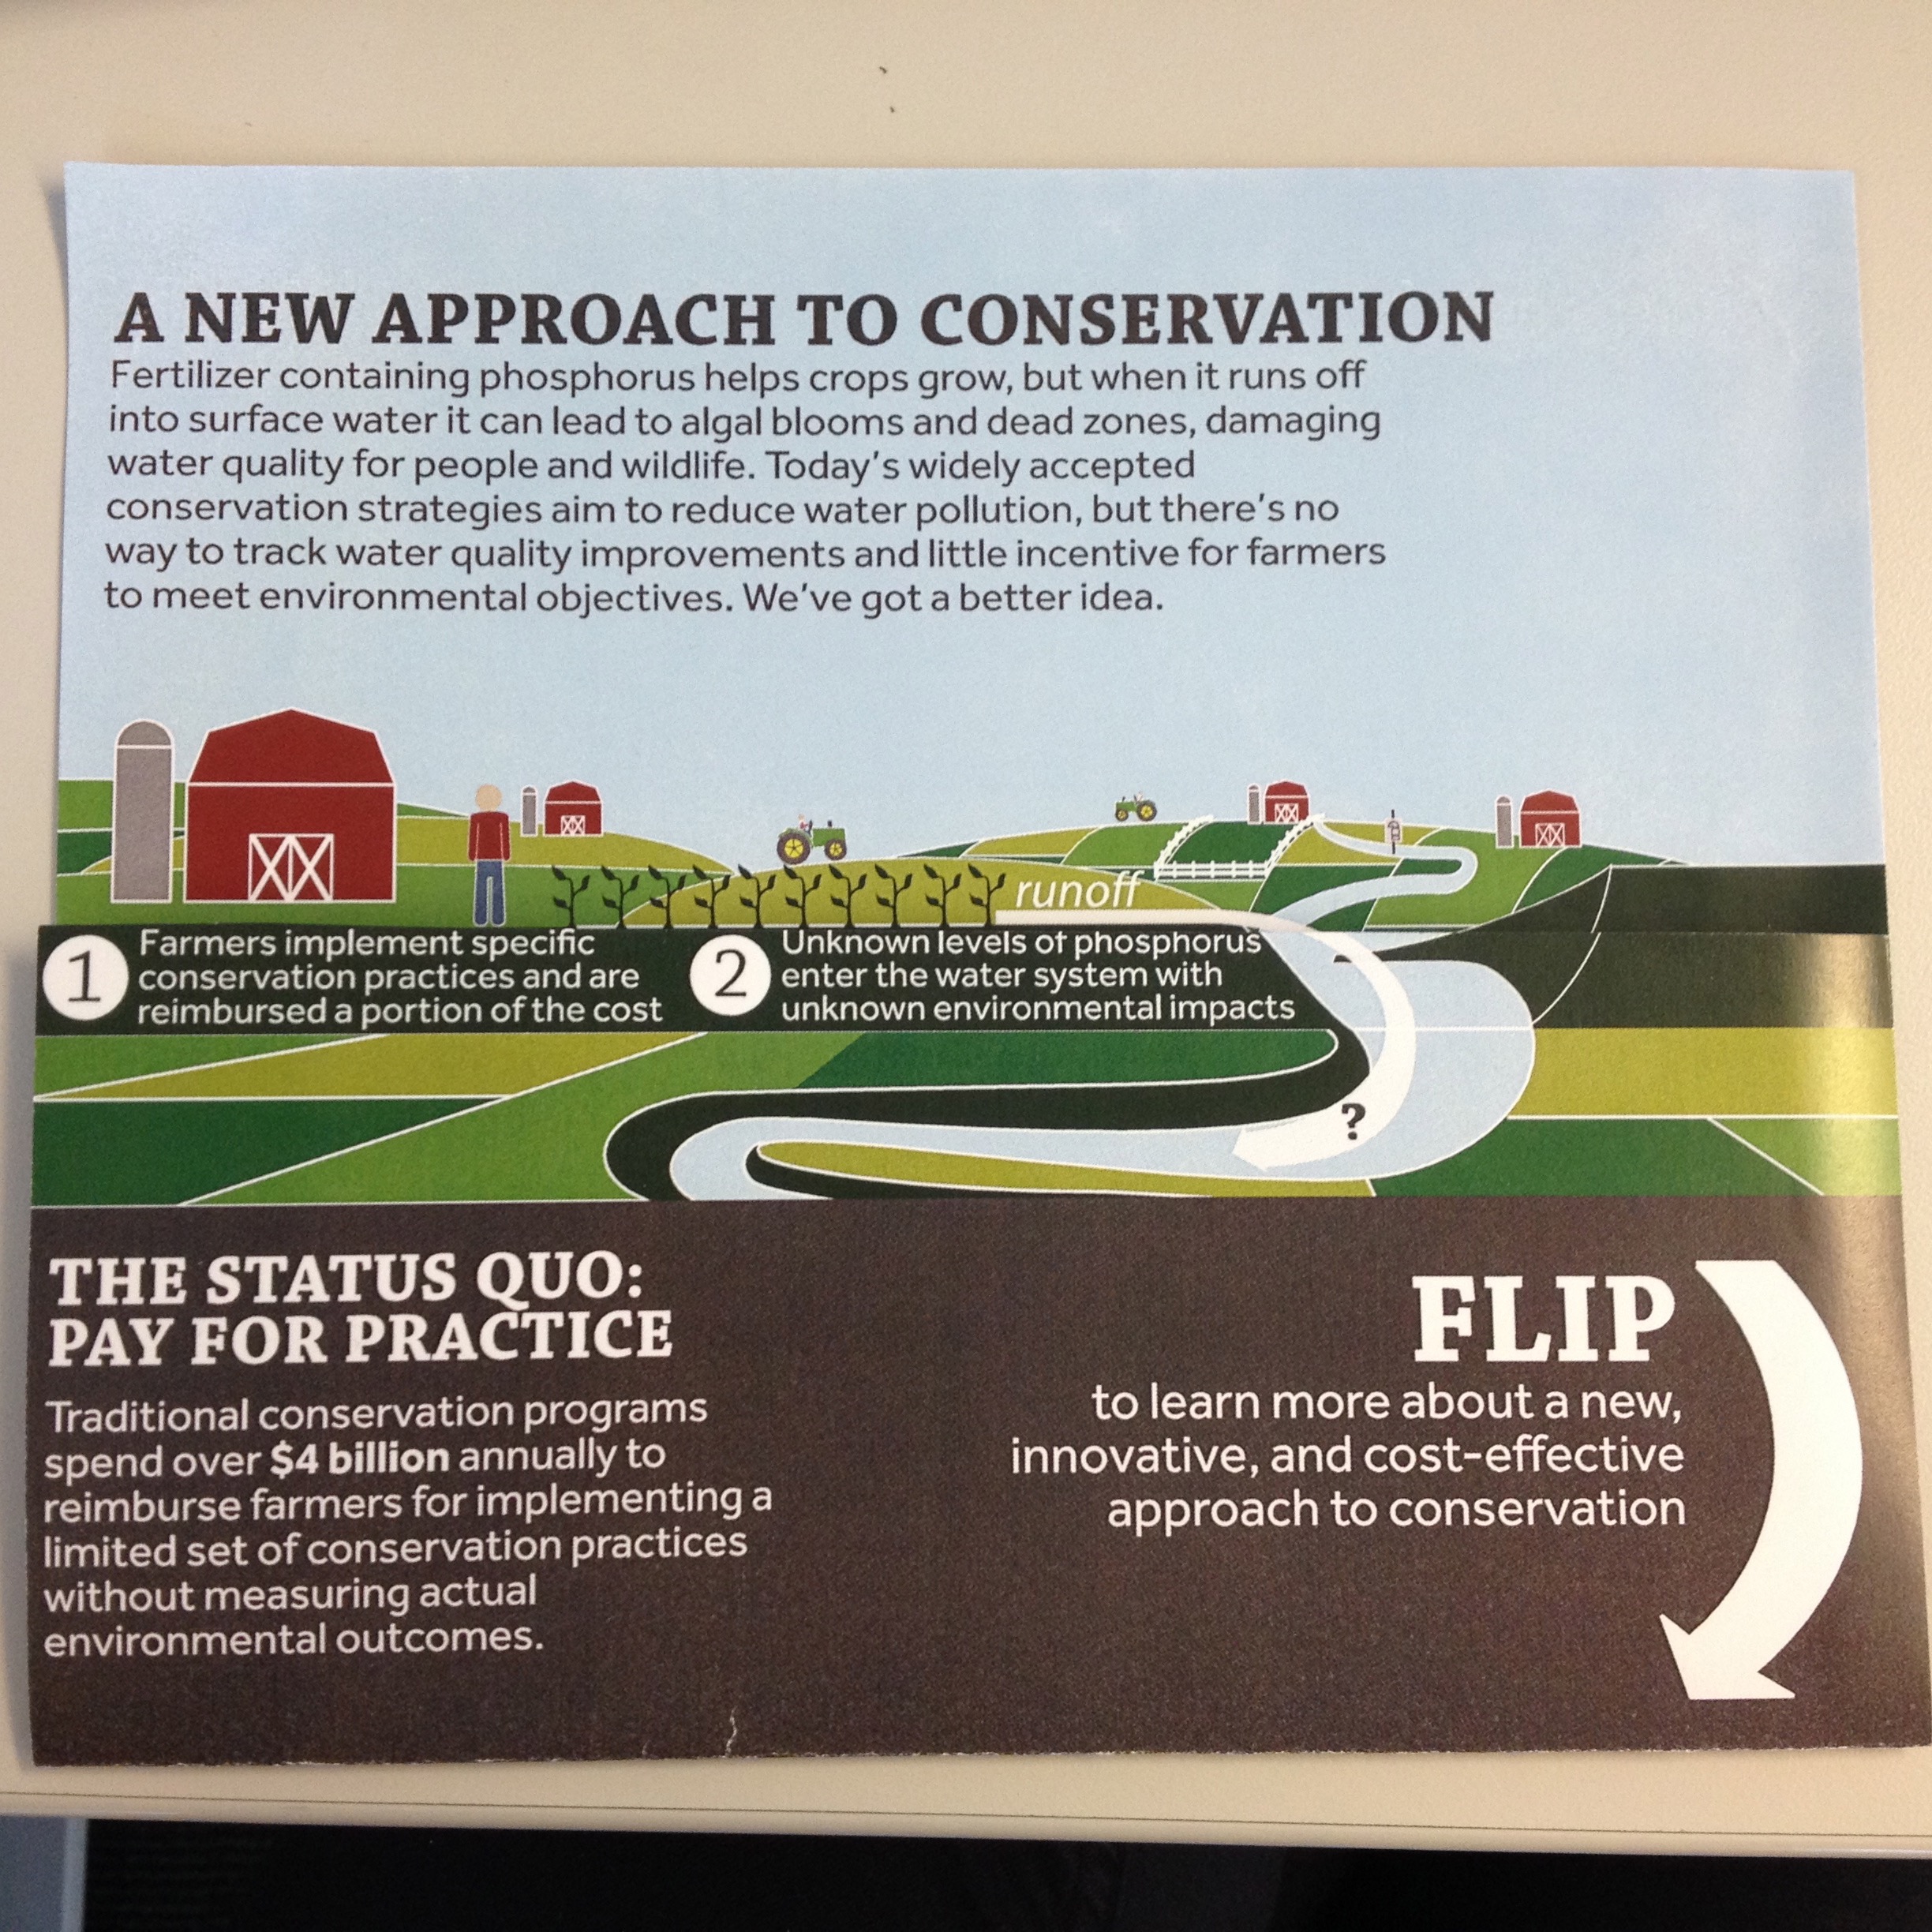 A NEW APPROACH TO CONSERVATION
Fertilizer containing phosphorus helps crops grow, but when it runs off
into surface water it can lead to algal blooms and dead zones, damaging
water quality for people and wildlife. Today's widely accepted
conservation strategies aim to reduce water pollution, but there's no
way to track water quality improvements and little incentive for farmers
to meet environmental objectives. We've got a better idea.
runoff
1
Farmers implement specific
conservation practices and are
reimbursed a portion of the cost
2
Unknown levels of phosphorus
enter the water system with
unknown environmental impacts
?
THE STATUS QUO:
PAY FOR PRACTICE
Traditional conservation programs
spend over $4 billion annually to
reimburse farmers for implementing a
limited set of conservation practices
without measuring actual
environmental outcomes.
FLIP
to learn more about a new,
innovative, and cost-effective
approach to conservation